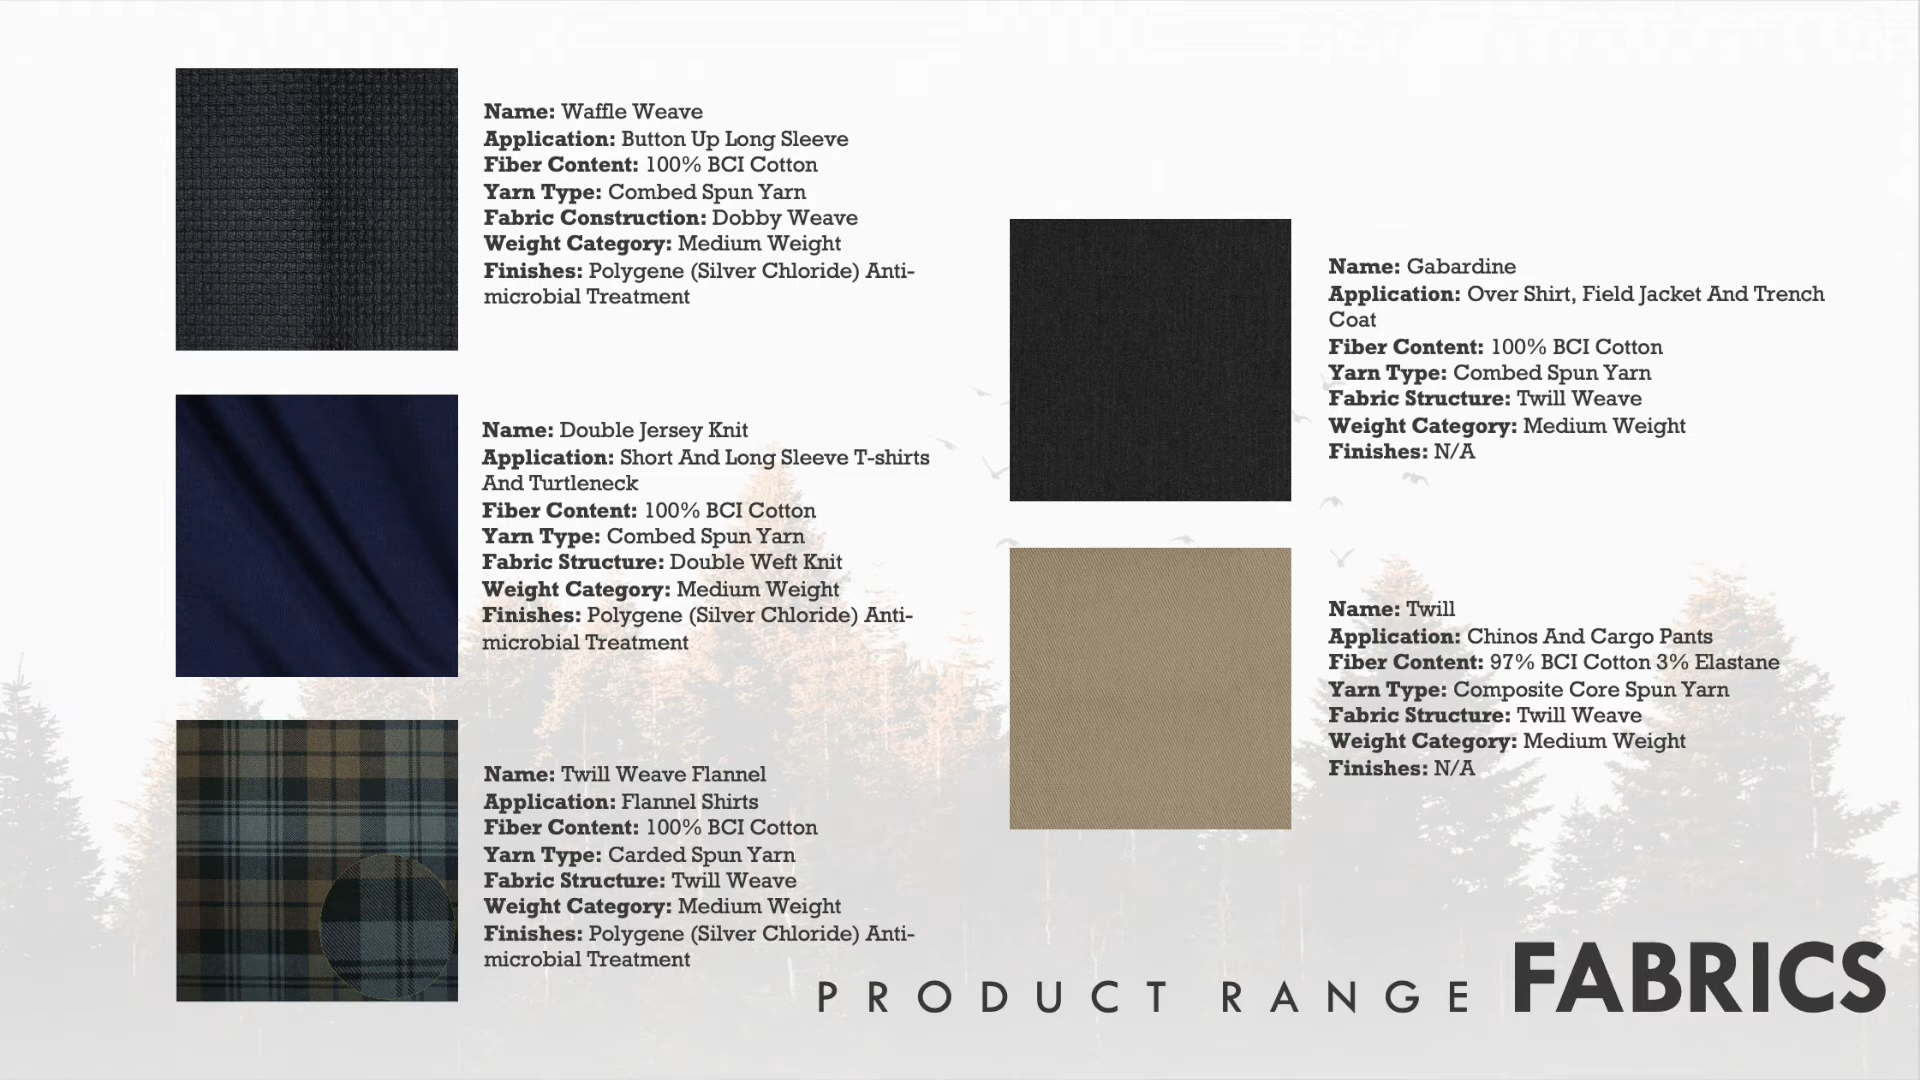 Name: Waffle Weave
Application: Button Up Long Sleeve
Fiber Content: 100% BCI Cotton
Yarn Type: Combed Spun Yarn
Fabric Construction: Dobby Weave
Weight Category: Medium Weight
Finishes: Polygene (Silver Chloride) Anti-
microbial Treatment
Name: Double Jersey Knit
Application: Short And Long Sleeve T-shirts
And Turtleneck
Fiber Content: 100% BCI Cotton
Yarn Type: Combed Spun Yarn
Fabric Structure: Double Weft Knit
Weight Category: Medium Weight
Finishes: Polygene (Silver Chloride) Anti-
microbial Treatment
Name: Twill Weave Flannel
Application: Flannel Shirts
Fiber Content: 100% BCI Cotton
Yarn Type: Carded Spun Yarn
Fabric Structure: Twill Weave
Weight Category: Medium Weight
Finishes: Polygene (Silver Chloride) Anti-
microbial Treatment
Name: Gabardine
Application: Over Shirt, Field Jacket And Trench
Coat
Fiber Content: 100% BCI Cotton
Yarn Type: Combed Spun Yarn
Fabric Structure: Twill Weave
Weight Category: Medium Weight
Finishes: N/A
Name: Twill
Application: Chinos And Cargo Pants
Fiber Content: 97% BCI Cotton 3% Elastane
Yarn Type: Composite Core Spun Yarn
Fabric Structure: Twill Weave
Weight Category: Medium Weight
Finishes: N/A
PRODUCT RANGE FABRICS